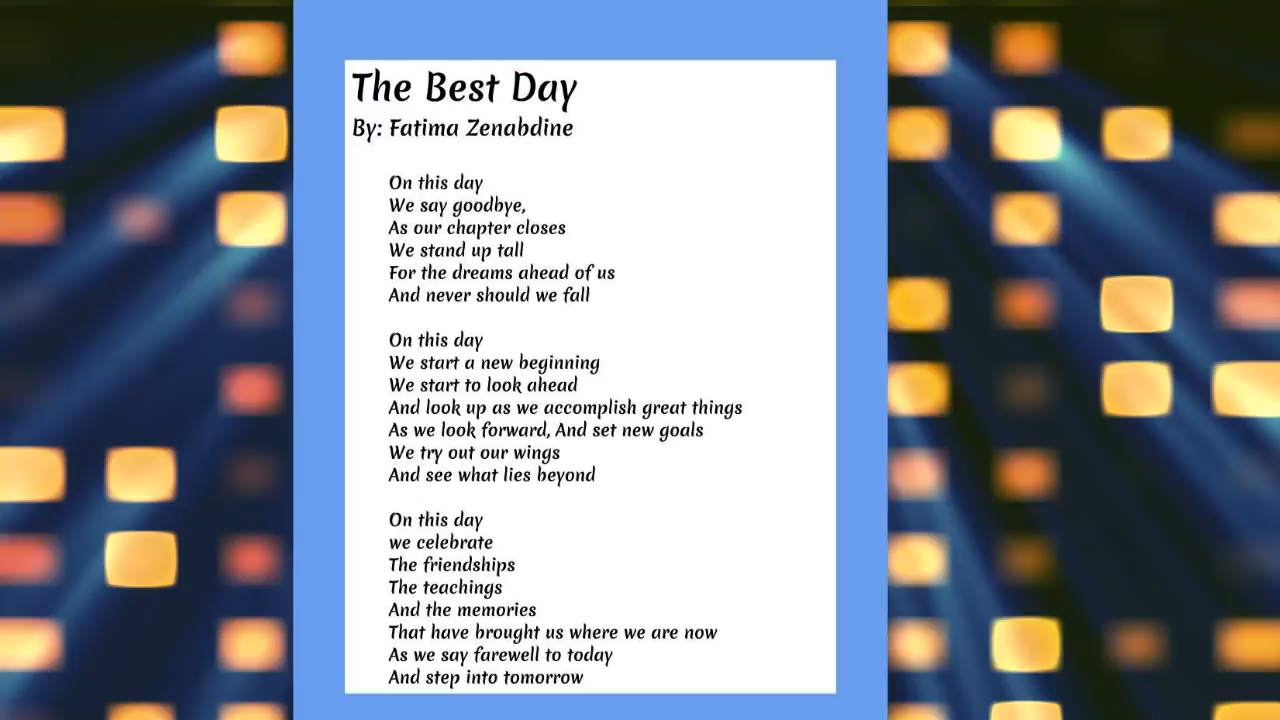 The Best Day
By: Fatima Zenabdine
On this day
We say goodbye,
As our chapter closes
We stand up tall
For the dreams ahead of us
And never should we fall
On this day
We start a new beginning
We start to look ahead
And look up as we accomplish great things
As we look forward, And set new goals
We try out our wings
And see what lies beyond
On this day
we celebrate
The friendships
The teachings
And the memories
That have brought us where we are now
As we say farewell to today
And step into tomorrow